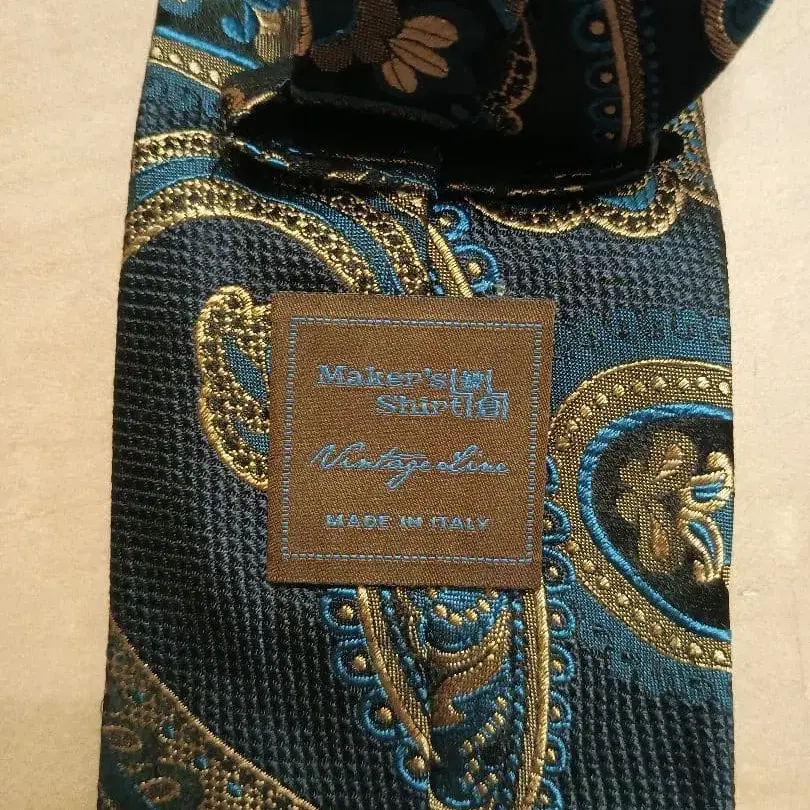 Maker's
Shirt
Vintage Line
MADE IN ITALY